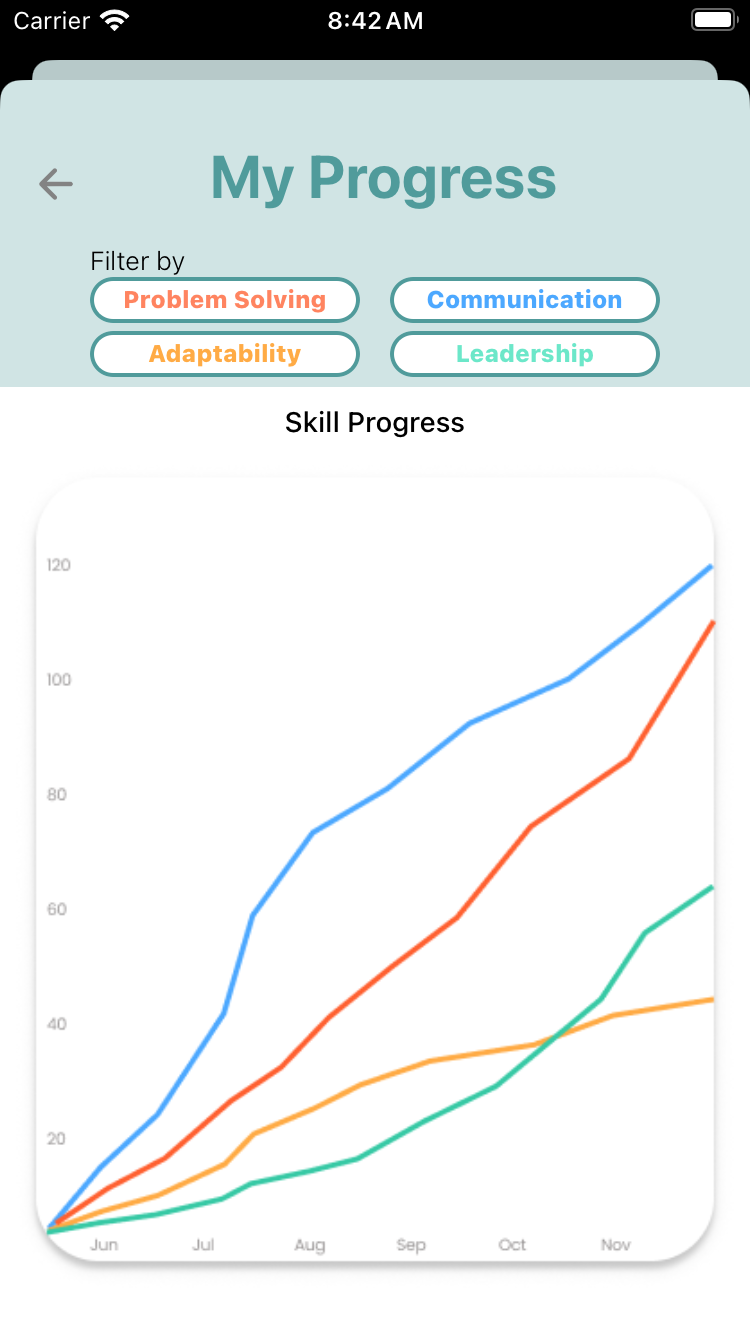 Carrier 8:42 AM
My Progress
Filter by
Problem Solving Communication
Adaptability Leadership
Skill Progress
120
100
80
60
40
20
Jun Jul Aug Sep Oct Nov